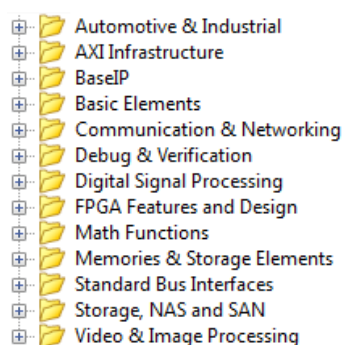 Automotive & Industrial
AXI Infrastructure
BaseIP
Basic Elements
Communication & Networking
Debug & Verification
Digital Signal Processing
FPGA Features and Design
Math Functions
Memories & Storage Elements
Standard Bus Interfaces
Storage, NAS and SAN
Video & Image Processing